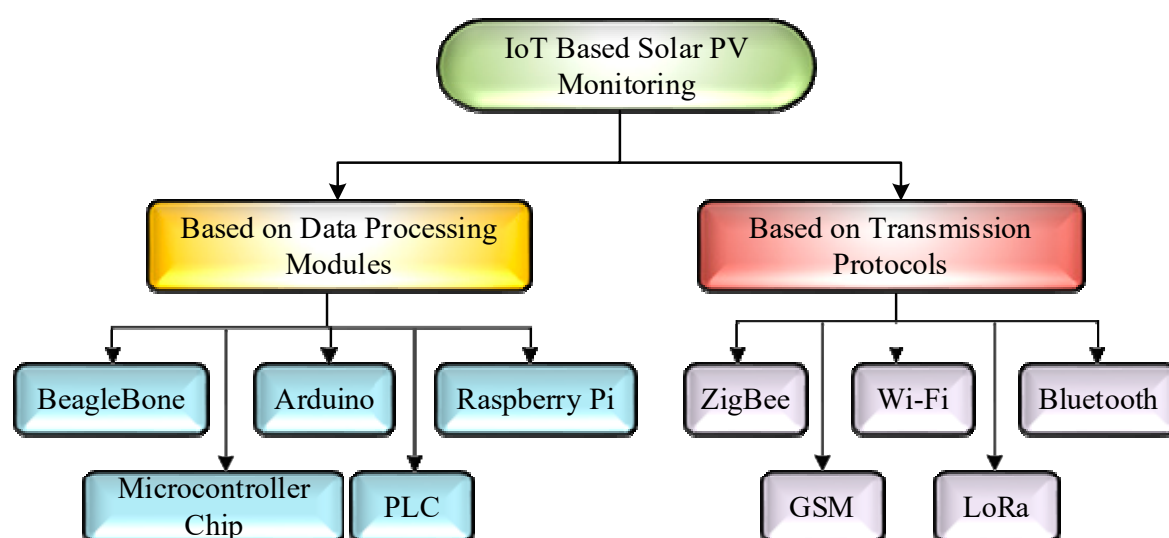 IoT Based Solar PV
Monitoring
Based on Data Processing
Modules
Based on Transmission
Protocols
BeagleBone
Arduino
Raspberry Pi
ZigBee
Wi-Fi
Bluetooth
Microcontroller
Chip
PLC
GSM
LoRa